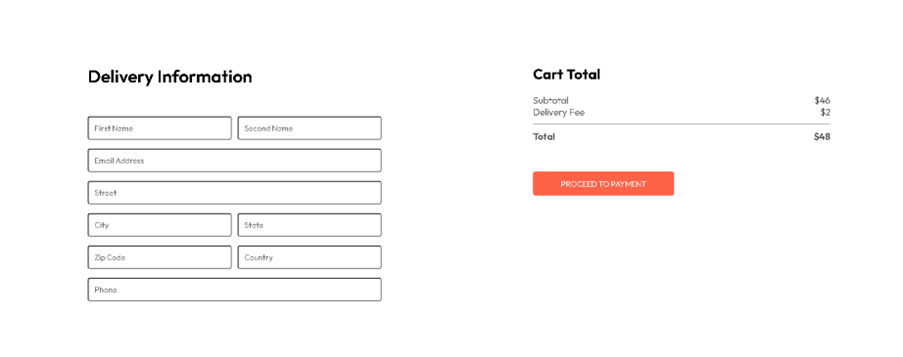 Delivery Information
First Name
Second Name
Email Address
Street
City
State
Zip Code
Country
Phone
Cart Total
Subtotal $46
Delivery Fee $2
Total $48
PROCEED TO PAYMENT